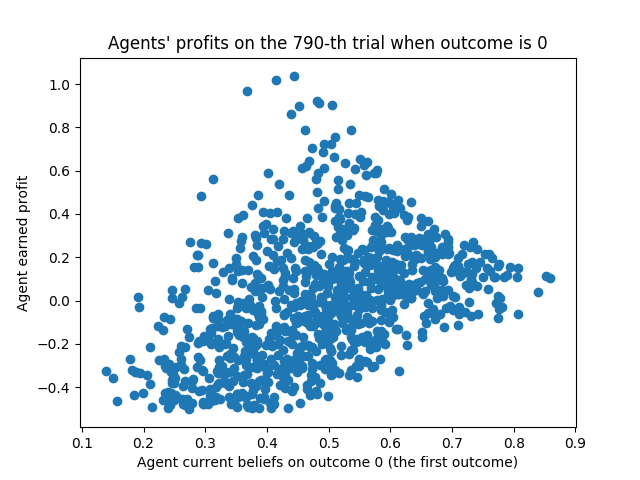 Agents' profits on the 790-th trial when outcome is 0
1.0
0.8
0.6
0.4
0.2
0.0
−0.2
−0.4
Agent earned profit
0.1 0.2 0.3 0.4 0.5 0.6 0.7 0.8 0.9
Agent current beliefs on outcome 0 (the first outcome)